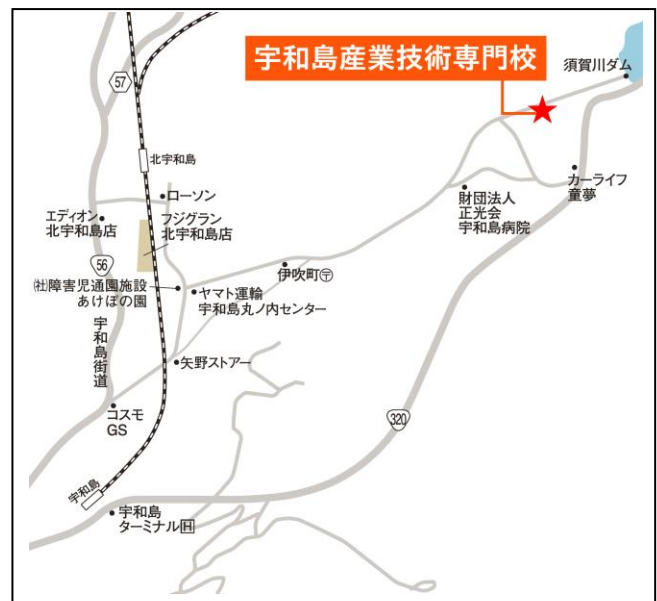 宇和島産業技術専門校
須賀川ダム
57
北宇和島
ローソン
エディオン
北宇和島店
フジグラン
北宇和島店
カーライフ
童夢
財団法人
正光会
宇和島病院
56
伊吹町〒
㈳障害児通園施設
あけぼの園
ヤマト運輸
宇和島丸ノ内センター
宇和島街道
矢野ストアー
コスモ
GS
320
宇和島
宇和島
ターミナルH